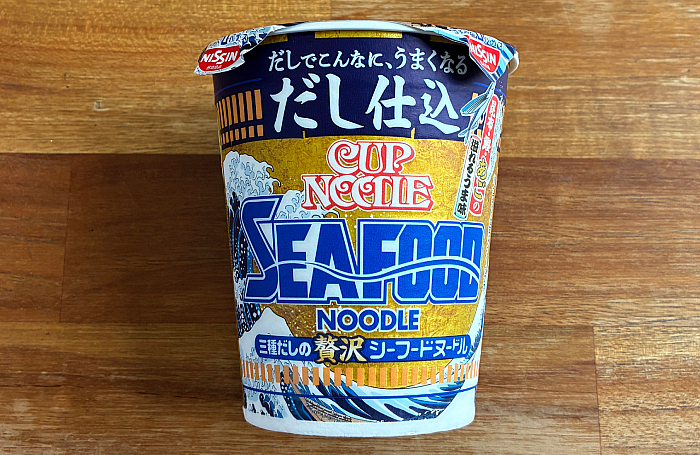 NISSIN
NISSIN
だしでこんなに、うまくなる
だし仕込
CUP
NOODLE
SEAFOOD
NOODLE
三種だしの贅沢シーフードヌードル